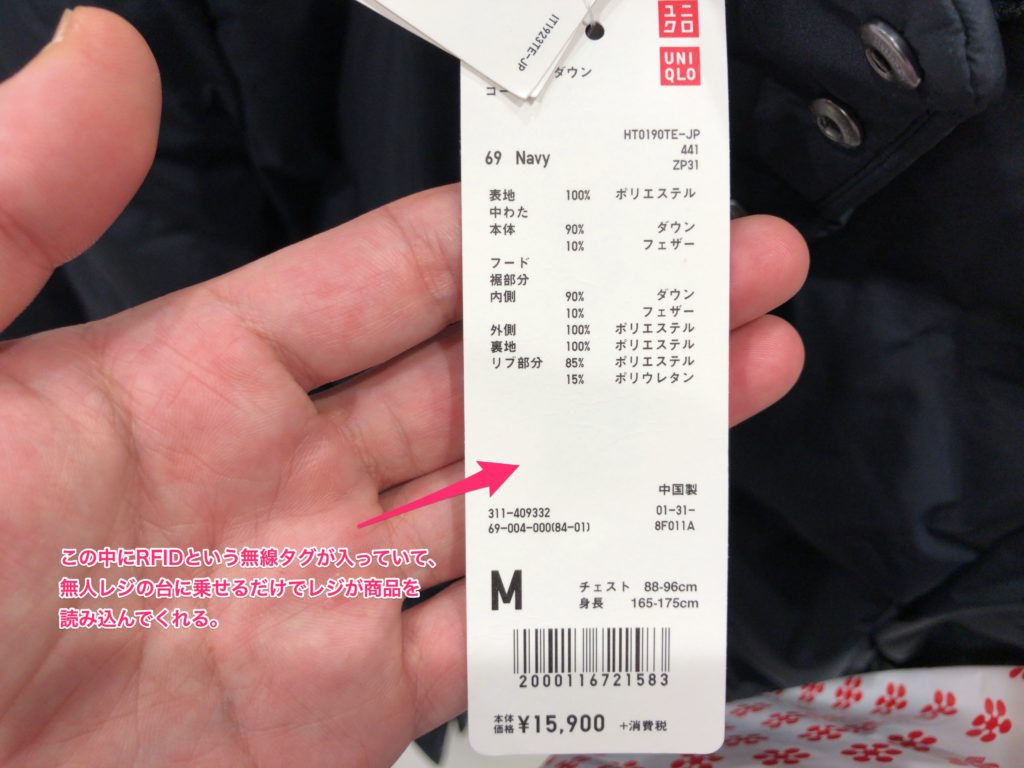 IT1923TE-JP
ユニ
クロ
UNI
QLO
ダウン
コー
HT0190TE-JP
441
69 Navy
ZP31
表地 100% ポリエステル
中わた
本体 90% ダウン
10% フェザー
フード
裾部分
内側 90% ダウン
10% フェザー
外側 100% ポリエステル
裏地 100% ポリエステル
リブ部分 85% ポリエステル
15% ポリウレタン
中国製
311-409332 01-31-
69-004-000(84-01) 8F011A
この中にRFIDという無線タグが入っていて、
無人レジの台に乗せるだけでレジが商品を
読み込んでくれる。
M チェスト 88-96cm
身長 165-175cm
2000116721583
本体価格 ¥15,900 +消費税